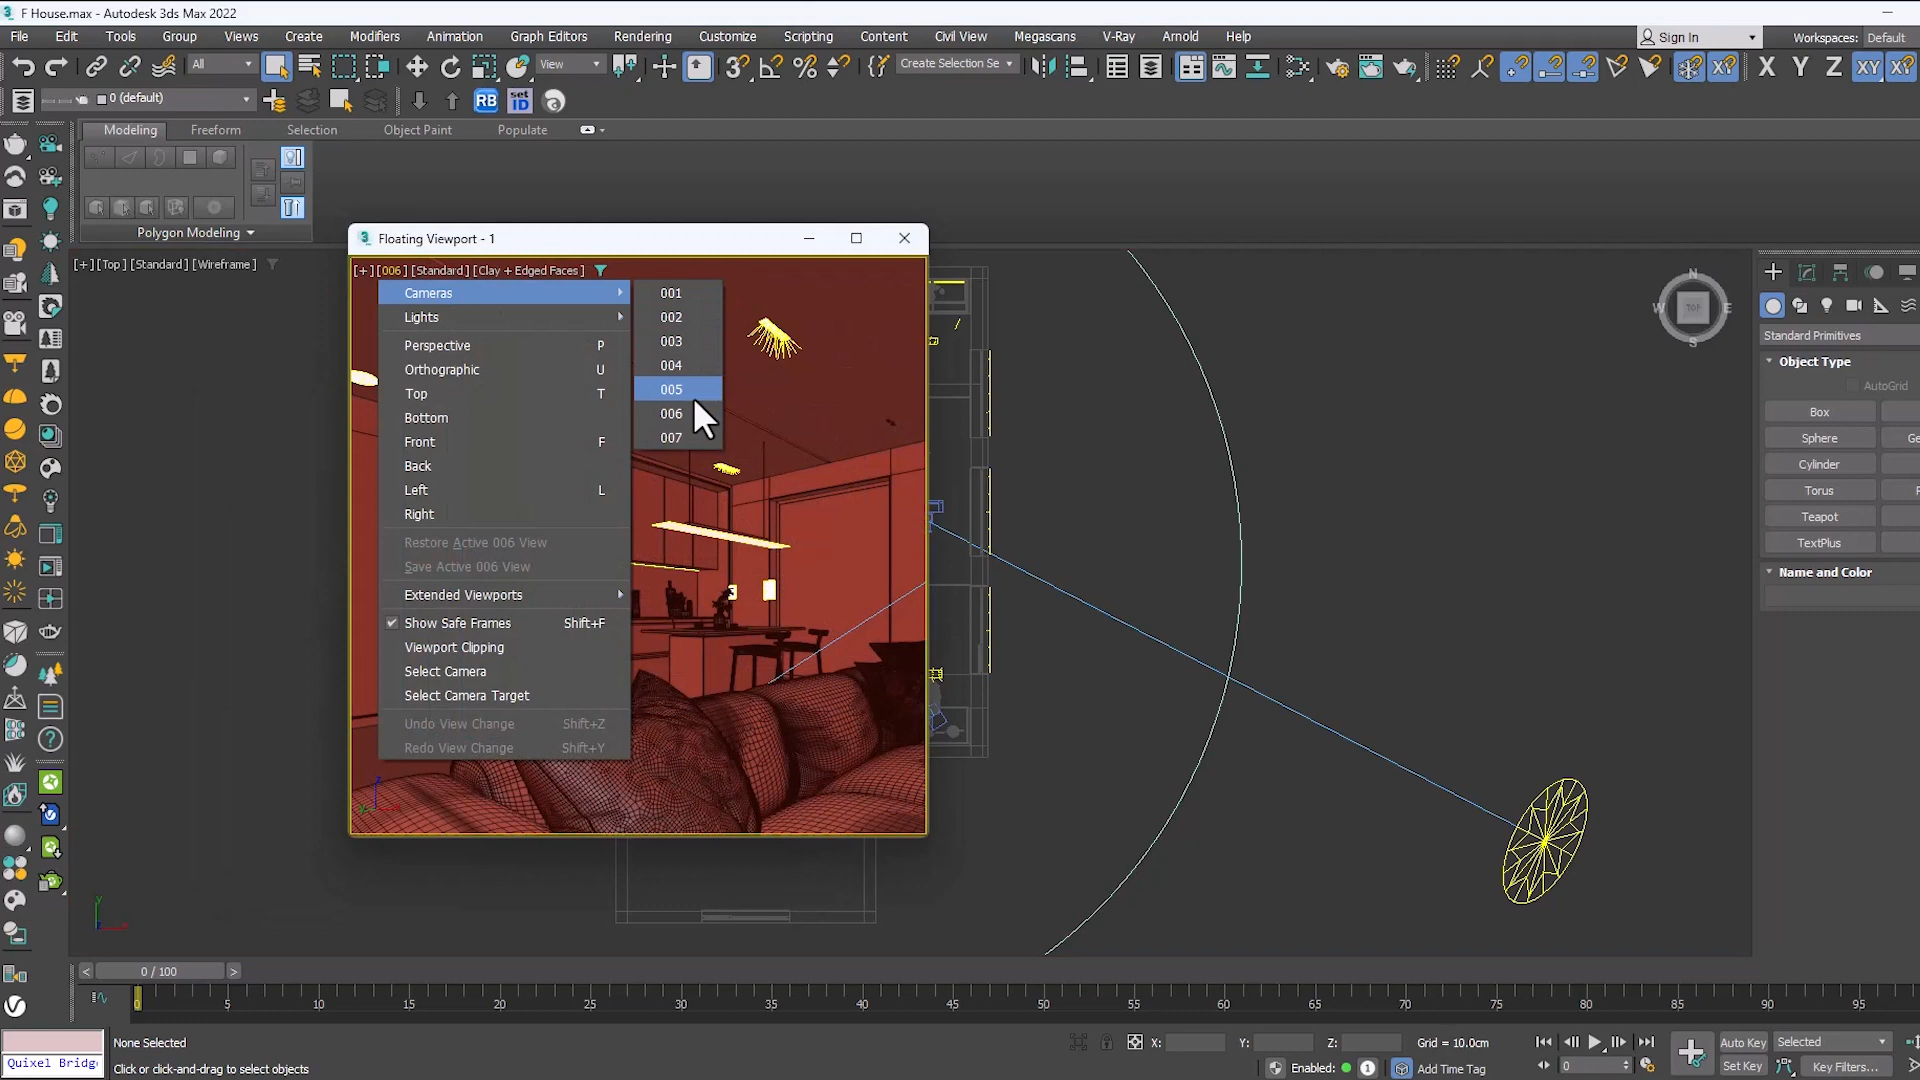 F House.max - Autodesk 3ds Max 2022
File Edit Tools Group Views Create Modifiers Animation Graph Editors Rendering Customize Scripting Content Civil View Megascans V-Ray Arnold Help Sign In Workspaces: Default
All View Create Selection Se X Y Z XY
0 (default) RB set ID
Modeling Freeform Selection Object Paint Populate
Polygon Modeling
Floating Viewport - 1
[+] [Top] [Standard] [Wireframe]
[+] [006] [Standard] [Clay + Edged Faces]
Cameras
Lights
Perspective P
Orthographic U
Top T
Bottom
Front F
Back
Left L
Right
Restore Active 006 View
Save Active 006 View
Extended Viewports
Show Safe Frames Shift+F
Viewport Clipping
Select Camera
Select Camera Target
Undo View Change Shift+Z
Redo View Change Shift+Y
001
002
003
004
005
006
007
N
W TOP E
S
Standard Primitives
Object Type
AutoGrid
Box
Sphere Ge
Cylinder
Torus
Teapot
TextPlus
Name and Color
< 0 / 100 >
0 5 10 15 20 25 30 35 40 45 50 55 60 65 70 75 80 85 90 95
None Selected X: Y: Z: Grid = 10.0cm Auto Key Selected
Quixel Bridg Click or click-and-drag to select objects Enabled: 1 Add Time Tag 0 Set Key Key Filters...